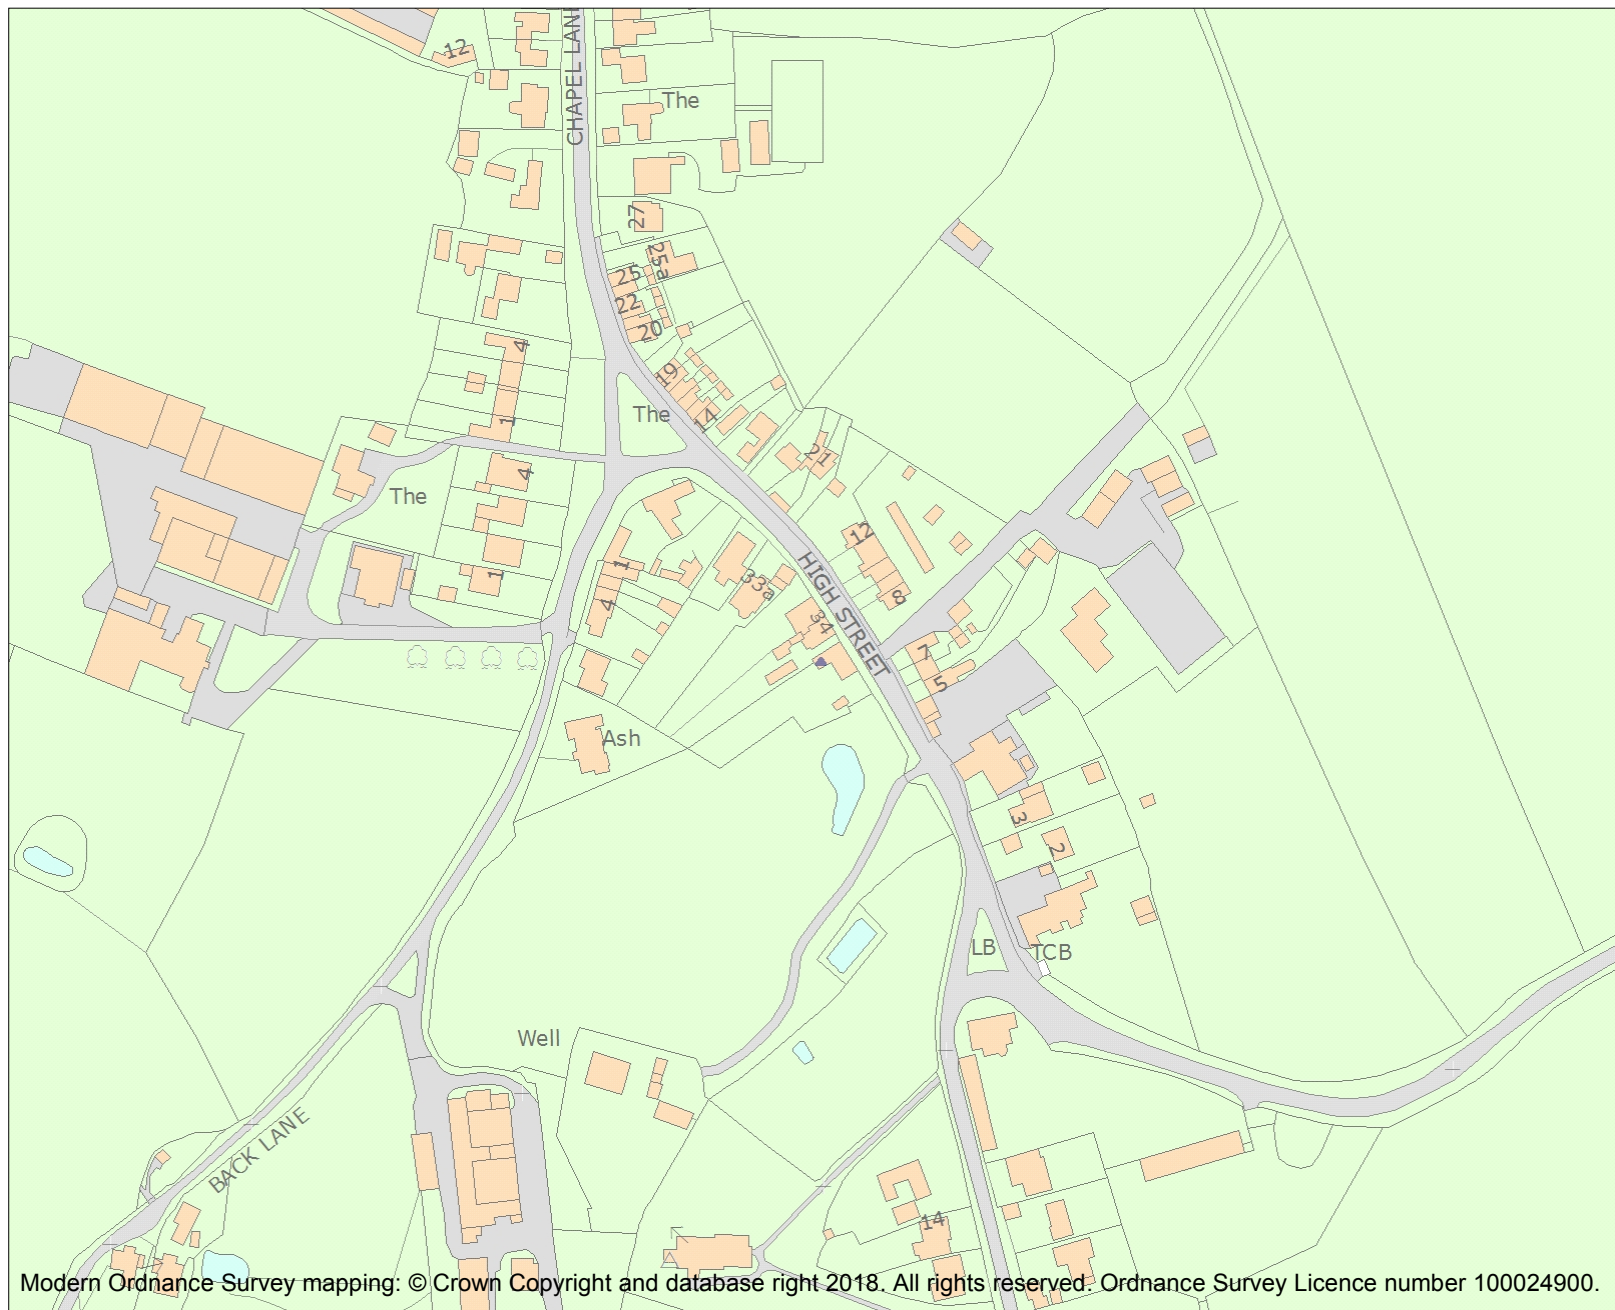 12
CHAPEL LANE
The
27
25a
25
22
20
4
19
The
14
1
21
4
The
12
1
1
33a
HIGH STREET
4
8
34
7
5
Ash
3
2
LB
TCB
Well
BACK LANE
14
Modern Ordnance Survey mapping: © Crown Copyright and database right 2018. All rights reserved. Ordnance Survey Licence number 100024900.